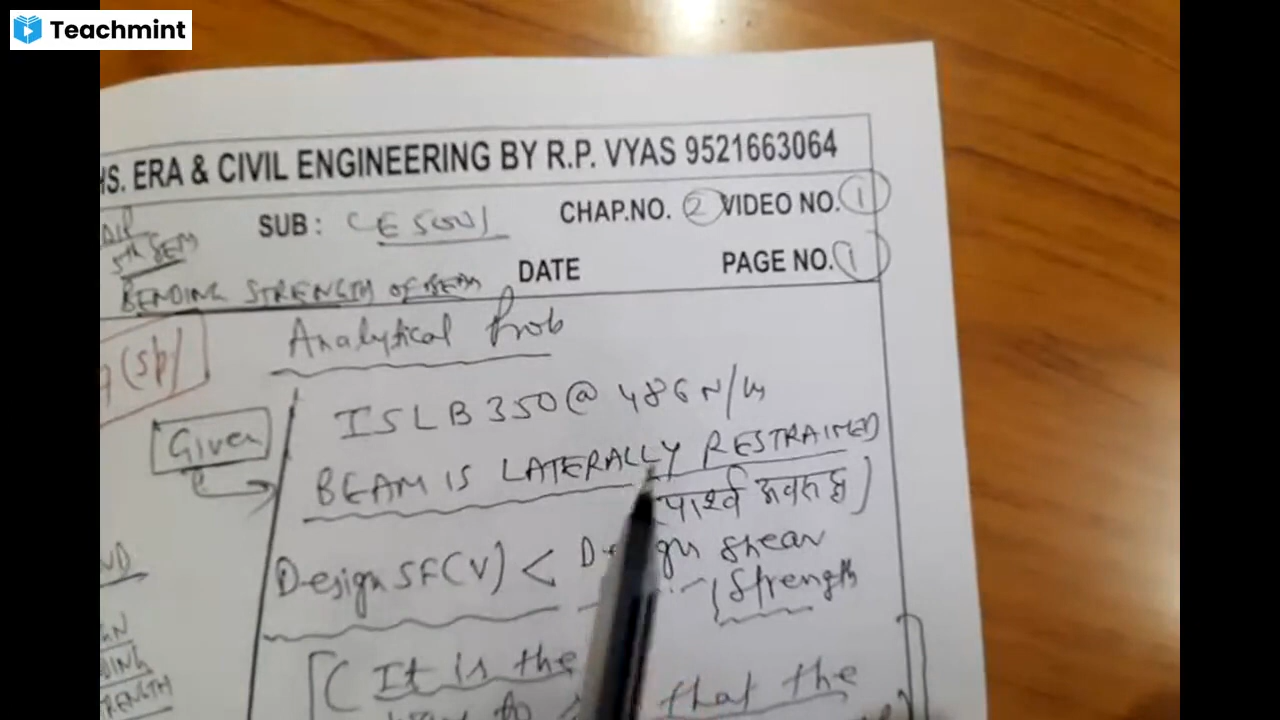 Teachmint
HS. ERA & CIVIL ENGINEERING BY R.P. VYAS 9521663064
SUB : CHAP.NO. 2 VIDEO NO. 1
5th SEM
BENDING STRENGTH OF BEAM DATE PAGE NO. 1
Analytical Prob
Given
ISLB 350 @ 486 N/m
BEAM IS LATERALLY RESTRAINED
(पार्श्व अवरुद्ध)
Design SF(V) < Design shear
Strength
[( It is the
that the